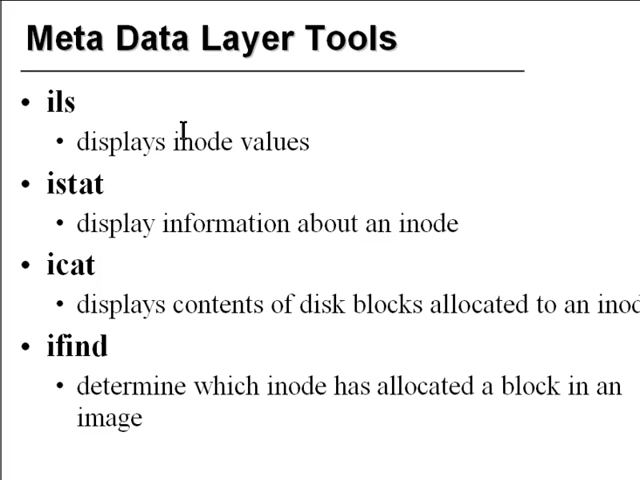 Meta Data Layer Tools
• ils
• displays inode values
• istat
• display information about an inode
• icat
• displays contents of disk blocks allocated to an inod
• ifind
• determine which inode has allocated a block in an
image